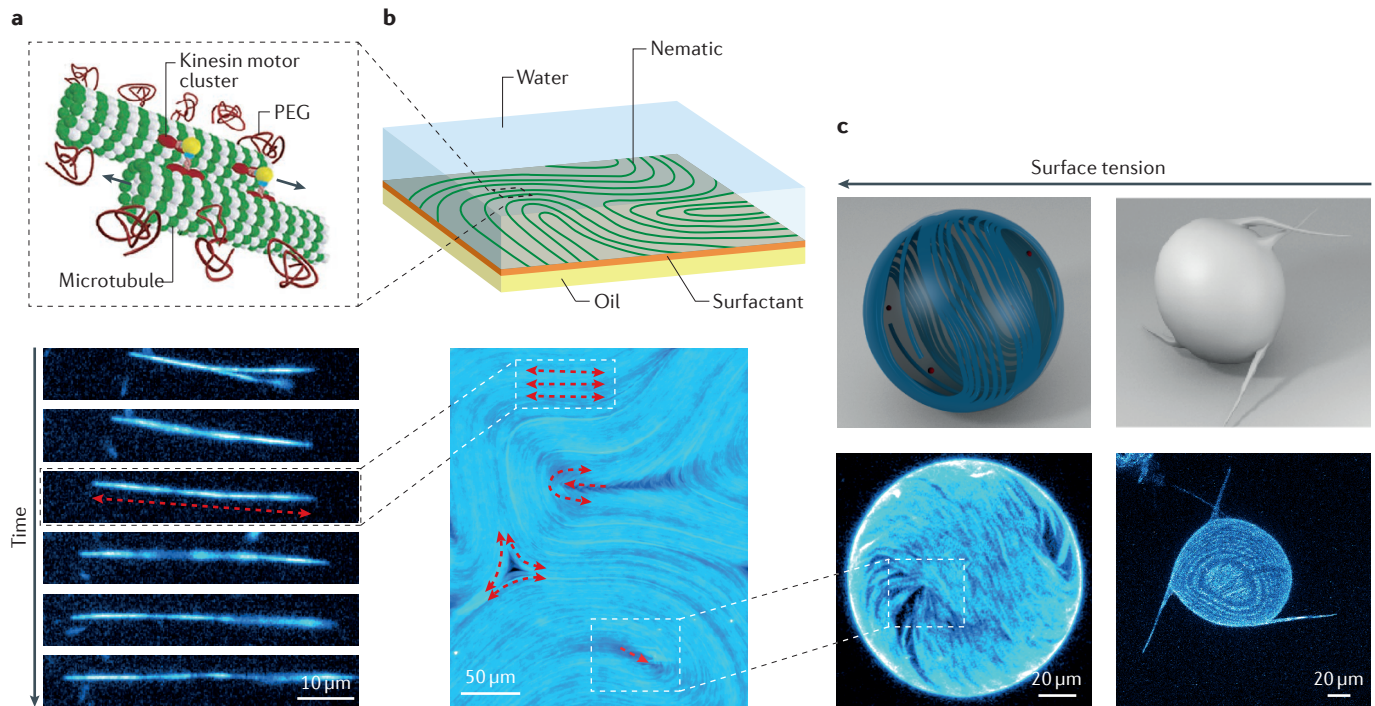 a
Kinesin motor
cluster
PEG
Microtubule
Time
10 µm
b
Water
Nematic
Oil
Surfactant
50 µm
c
Surface tension
20 µm
20 µm